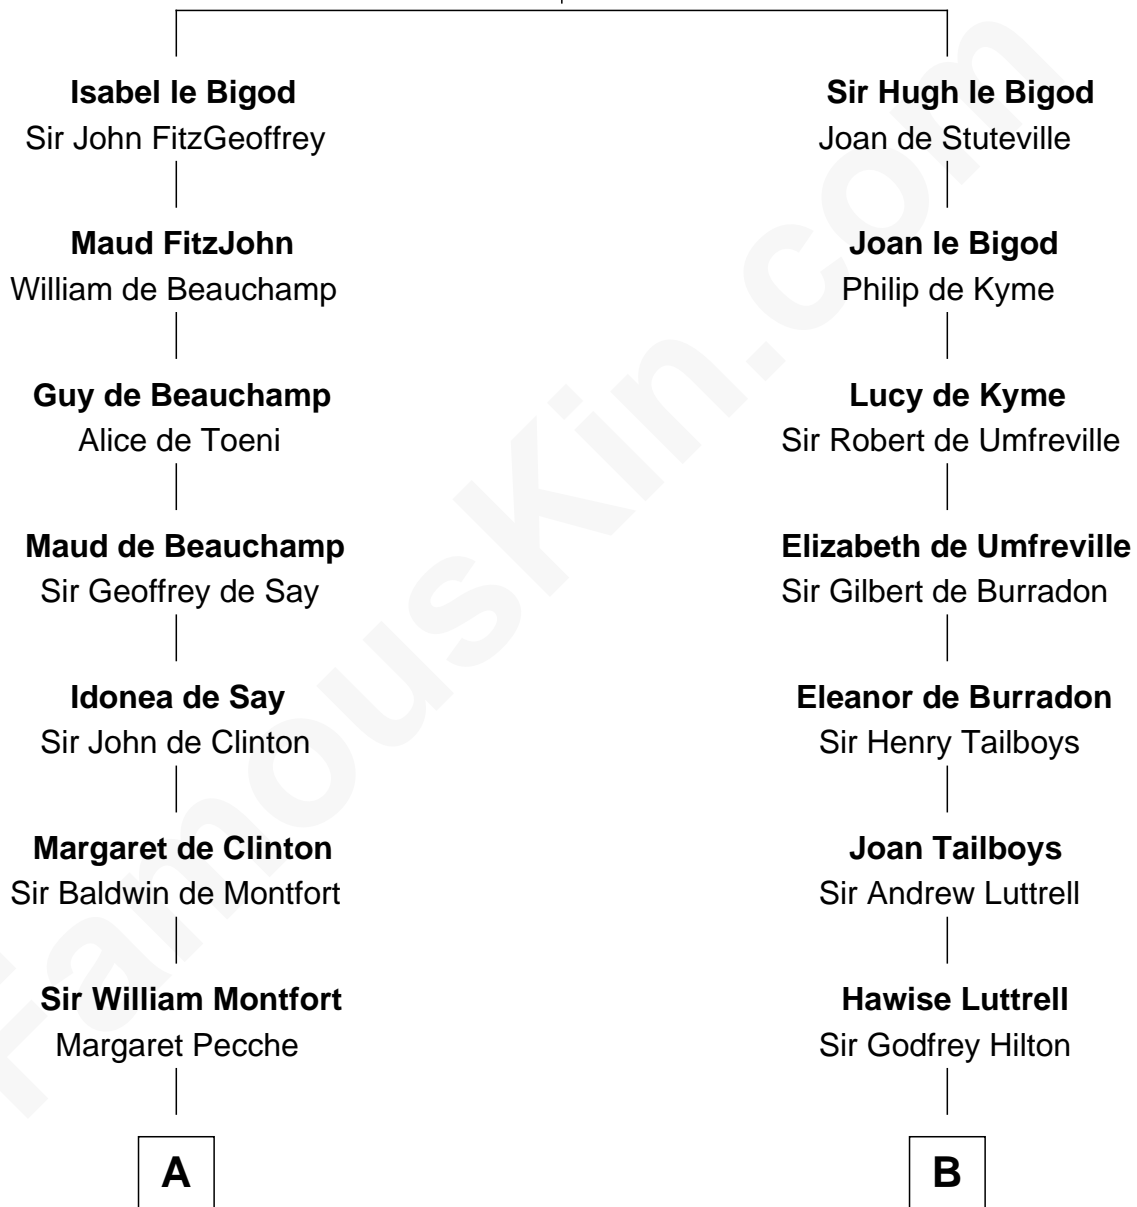 Isabel le Bigod
Sir John FitzGeoffrey
Maud FitzJohn
William de Beauchamp
Guy de Beauchamp
Alice de Toeni
Maud de Beauchamp
Sir Geoffrey de Say
Idonea de Say
Sir John de Clinton
Margaret de Clinton
Sir Baldwin de Montfort
Sir William Montfort
Margaret Pecche
A
Sir Hugh le Bigod
Joan de Stuteville
Joan le Bigod
Philip de Kyme
Lucy de Kyme
Sir Robert de Umfreville
Elizabeth de Umfreville
Sir Gilbert de Burradon
Eleanor de Burradon
Sir Henry Tailboys
Joan Tailboys
Sir Andrew Luttrell
Hawise Luttrell
Sir Godfrey Hilton
B
FamousKin.com